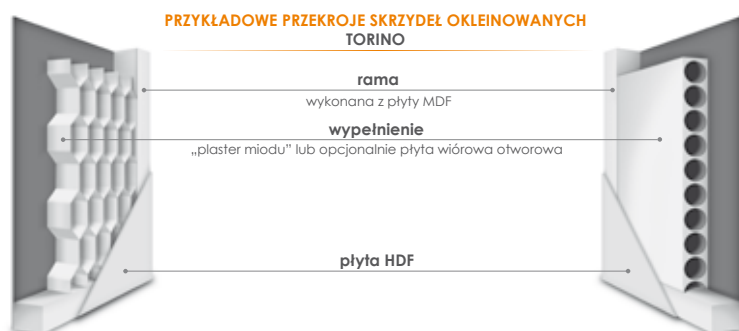 PRZYKŁADOWE PRZEKROJE SKRZYDEŁ OKLEINOWANYCH
TORINO
rama
wykonana z płyty MDF
wypełnienie
„plaster miodu” lub opcjonalnie płyta wiórowa otworowa
płyta HDF